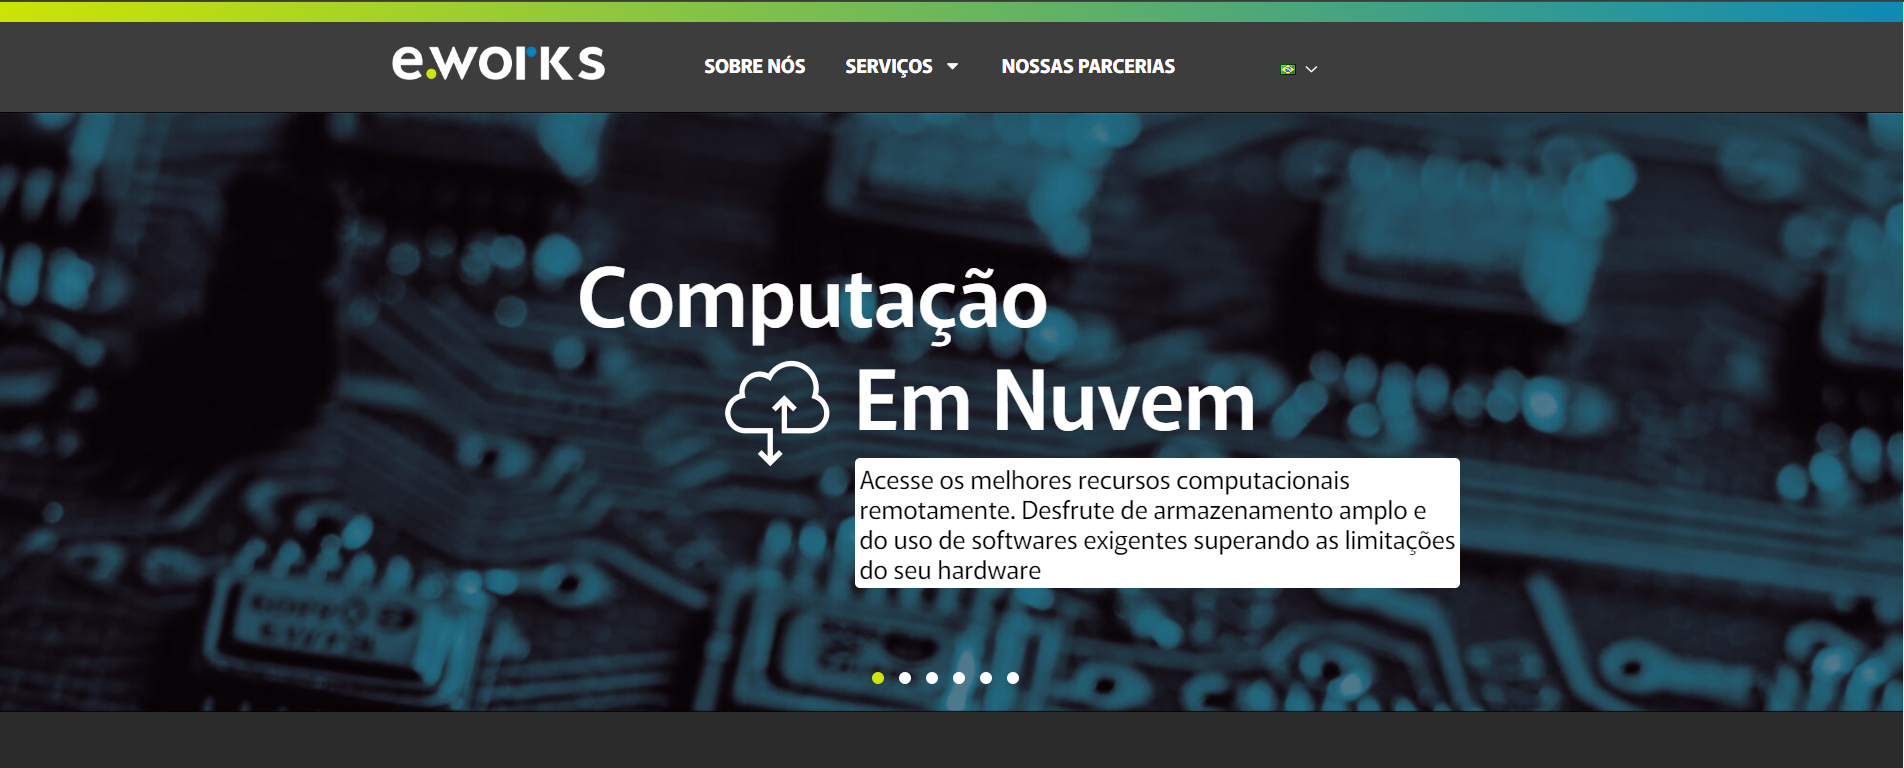 e.works
SOBRE NÓS
SERVIÇOS
NOSSAS PARCERIAS
Computação
Em Nuvem
Acesse os melhores recursos computacionais
remotamente. Desfrute de armazenamento amplo e
do uso de softwares exigentes superando as limitações
do seu hardware